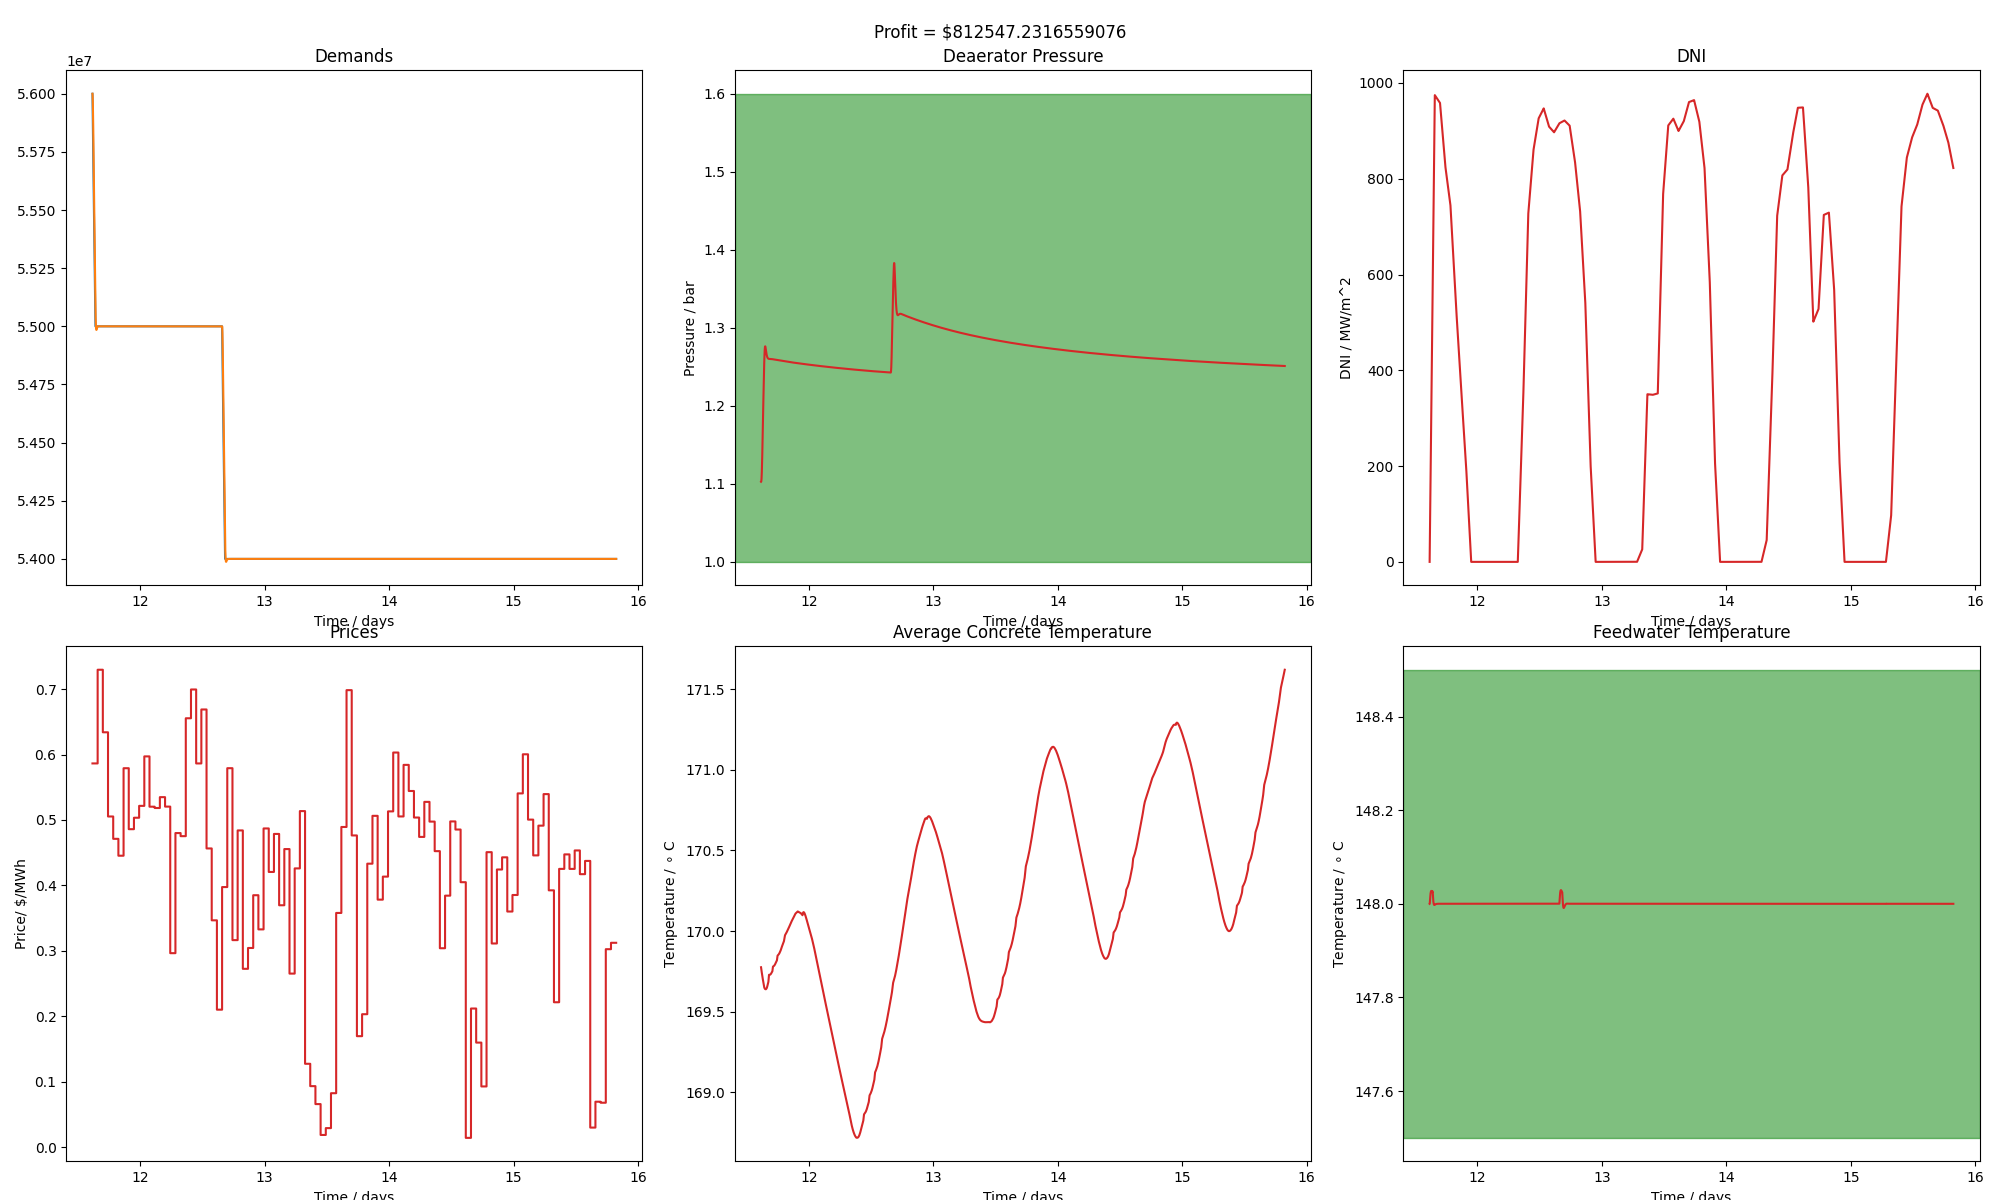 Profit = $812547.2316559076
Demands
1e7
5.600
5.575
5.550
5.525
5.500
5.475
5.450
5.425
5.400
12 13 14 15 16
Time / days
Deaerator Pressure
Pressure / bar
1.6
1.5
1.4
1.3
1.2
1.1
1.0
12 13 14 15 16
Time / days
DNI
DNI / MW/m^2
1000
800
600
400
200
0
12 13 14 15 16
Time / days
Prices
Price/ $/MWh
0.7
0.6
0.5
0.4
0.3
0.2
0.1
0.0
12 13 14 15 16
Time / days
Average Concrete Temperature
Temperature / ∘ C
171.5
171.0
170.5
170.0
169.5
169.0
12 13 14 15 16
Time / days
Feedwater Temperature
Temperature / ∘ C
148.4
148.2
148.0
147.8
147.6
12 13 14 15 16
Time / days